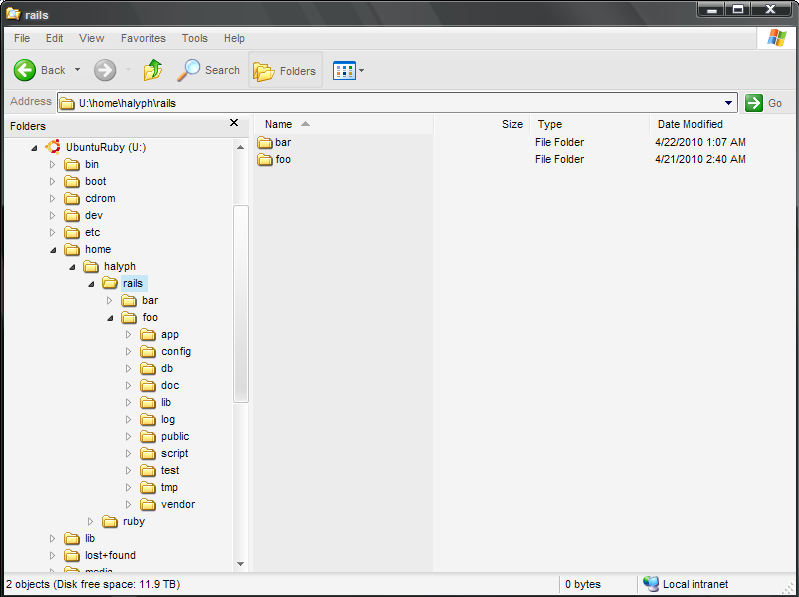 rails
File Edit View Favorites Tools Help
Back Search Folders
Address U:\home\halyph\rails Go
Folders
Name Size Type Date Modified
bar File Folder 4/22/2010 1:07 AM
foo File Folder 4/21/2010 2:40 AM
UbuntuRuby (U:)
bin
boot
cdrom
dev
etc
home
halyph
rails
bar
foo
app
config
db
doc
lib
log
public
script
test
tmp
vendor
ruby
lib
lost+found
media
2 objects (Disk free space: 11.9 TB) 0 bytes Local intranet